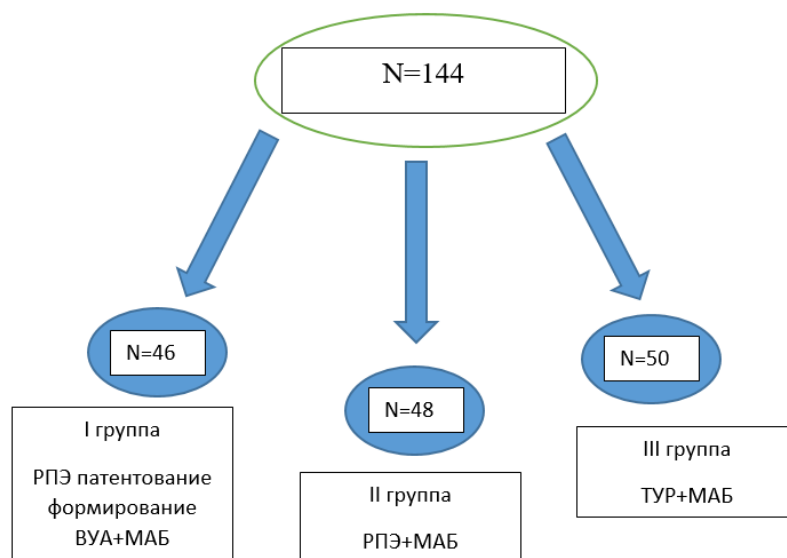 N=144
N=46
N=48
N=50
I группа
РПЭ патентование
формирование
ВУА+МАБ
II группа
РПЭ+МАБ
III группа
ТУР+МАБ